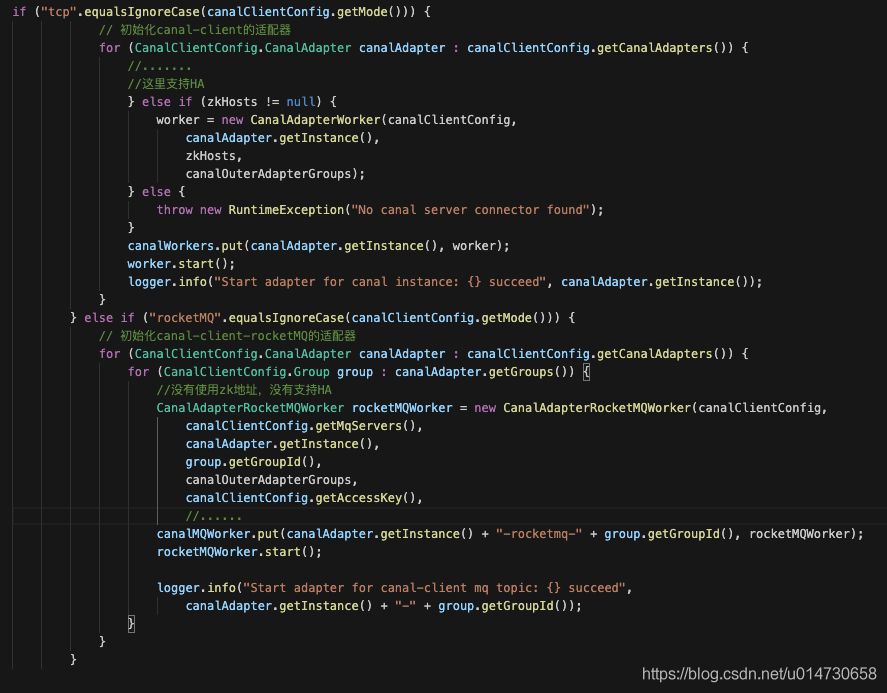 if ("tcp".equalsIgnoreCase(canalClientConfig.getMode())) {
// 初始化canal-client的适配器
for (CanalClientConfig.CanalAdapter canalAdapter : canalClientConfig.getCanalAdapters()) {
//.......
//这里支持HA
} else if (zkHosts != null) {
worker = new CanalAdapterWorker(canalClientConfig,
canalAdapter.getInstance(),
zkHosts,
canalOuterAdapterGroups);
} else {
throw new RuntimeException("No canal server connector found");
}
canalWorkers.put(canalAdapter.getInstance(), worker);
worker.start();
logger.info("Start adapter for canal instance: {} succeed", canalAdapter.getInstance());
}
} else if ("rocketMQ".equalsIgnoreCase(canalClientConfig.getMode())) {
// 初始化canal-client-rocketMQ的适配器
for (CanalClientConfig.CanalAdapter canalAdapter : canalClientConfig.getCanalAdapters()) {
for (CanalClientConfig.Group group : canalAdapter.getGroups()) {
//没有使用zk地址，没有支持HA
CanalAdapterRocketMQWorker rocketMQWorker = new CanalAdapterRocketMQWorker(canalClientConfig,
canalClientConfig.getMqServers(),
canalAdapter.getInstance(),
group.getGroupId(),
canalOuterAdapterGroups,
canalClientConfig.getAccessKey(),
//......
canalMQWorker.put(canalAdapter.getInstance() + "-rocketmq-" + group.getGroupId(), rocketMQWorker);
rocketMQWorker.start();
logger.info("Start adapter for canal-client mq topic: {} succeed",
canalAdapter.getInstance() + "-" + group.getGroupId());
}
}
}
https://blog.csdn.net/u014730658